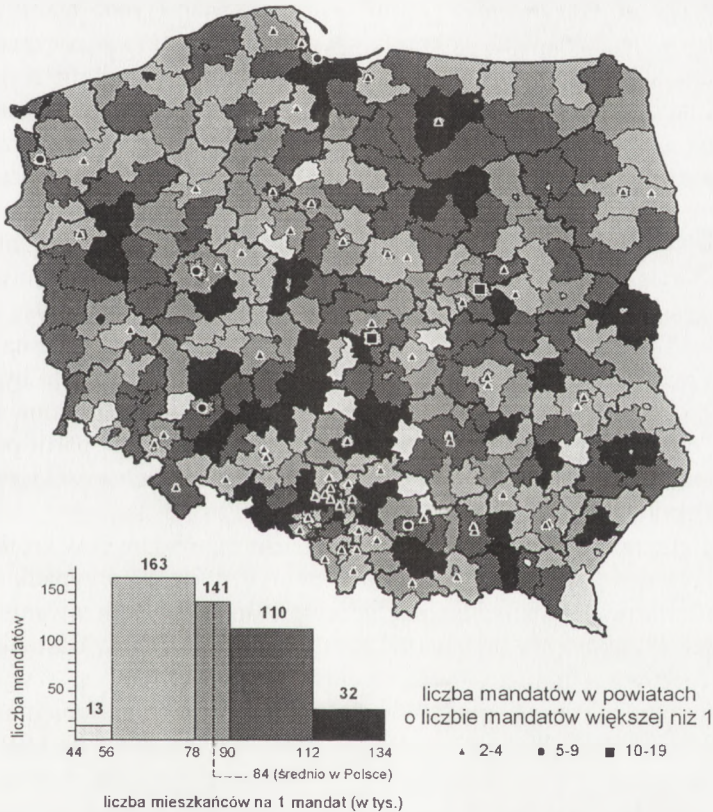 163
150
141
110
100
liczba mandatów
50
32
13
44 56 78 90 112 134
84 (średnio w Polsce)
liczba mieszkańców na 1 mandat (w tys.)
liczba mandatów w powiatach
o liczbie mandatów większej niż 1
2-4 5-9 10-19